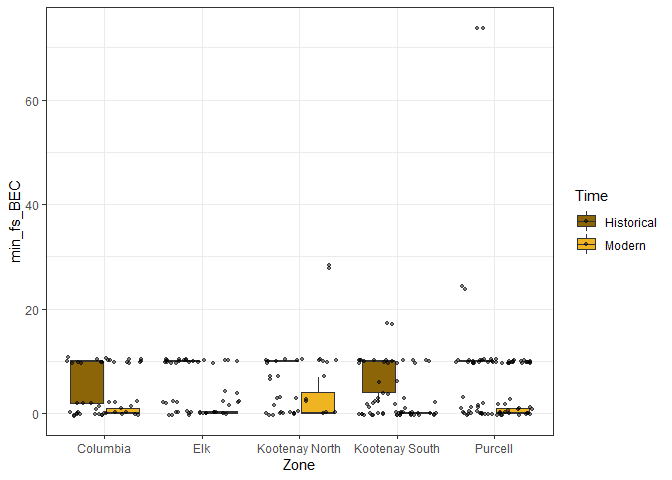 min_fs_BEC
60
40
20
0
Columbia
Elk
Kootenay North
Kootenay South
Purcell
Zone
Time
Historical
Modern